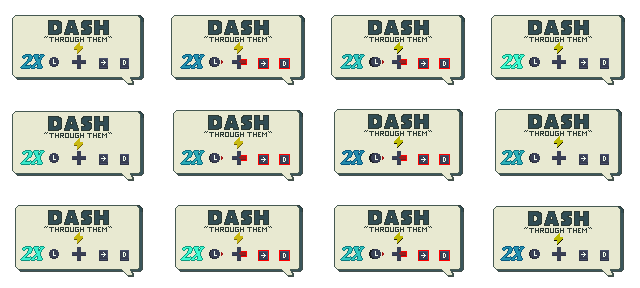 DASH
"THROUGH THEM"
2X L → D
DASH
"THROUGH THEM"
2X L → D
DASH
"THROUGH THEM"
2X L → D
DASH
"THROUGH THEM"
2X L → D
DASH
"THROUGH THEM"
2X L → D
DASH
"THROUGH THEM"
2X L → D
DASH
"THROUGH THEM"
2X L → D
DASH
"THROUGH THEM"
2X L → D
DASH
"THROUGH THEM"
2X L → D
DASH
"THROUGH THEM"
2X L → D
DASH
"THROUGH THEM"
2X L → D
DASH
"THROUGH THEM"
2X L → D